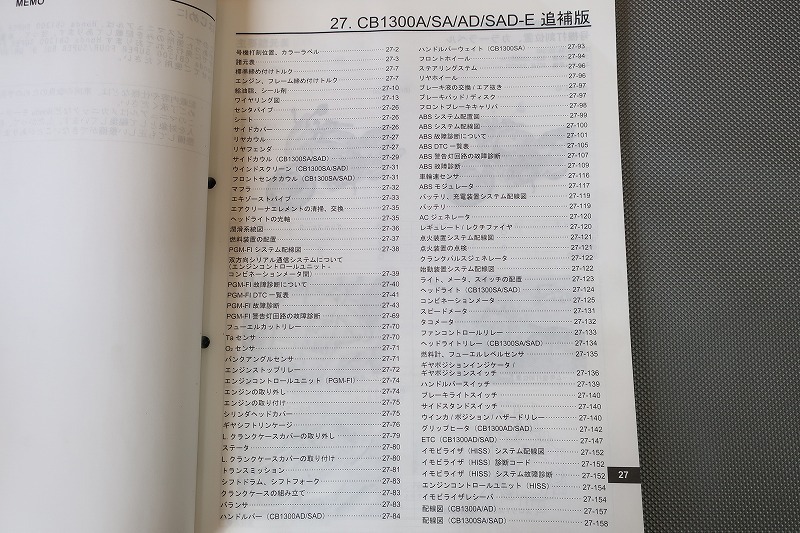 MEMO
27. CB1300A/SA/AD/SAD-E 追補版
号機打刻位置、カラーラベル 27-2
諸元表 27-3
標準締め付けトルク 27-7
エンジン、フレーム締め付けトルク 27-7
給油脂、シール剤 27-10
ワイヤリング図 27-13
センタパイプ 27-26
シート 27-26
サイドカバー 27-26
リヤカウル 27-27
リヤフェンダ 27-27
サイドカウル（CB1300SA/SAD） 27-29
ウインドスクリーン（CB1300SA/SAD） 27-31
フロントセンタカウル（CB1300SA/SAD） 27-31
マフラ 27-32
エキゾーストパイプ 27-33
エアクリーナエレメントの清掃、交換 27-35
ヘッドライトの光軸 27-35
潤滑系統図 27-36
燃料装置の配置 27-37
PGM-FI システム配線図 27-38
双方向シリアル通信システムについて
（エンジンコントロールユニット -
コンビネーションメータ間） 27-39
PGM-FI 故障診断について 27-40
PGM-FI DTC 一覧表 27-41
PGM-FI 故障診断 27-43
PGM-FI 警告灯回路の故障診断 27-69
フューエルカットリレー 27-70
Ta センサ 27-70
O₂ センサ 27-71
バンクアングルセンサ 27-71
エンジンストップリレー 27-72
エンジンコントロールユニット（PGM-FI） 27-74
エンジンの取り外し 27-74
エンジンの取り付け 27-75
シリンダヘッドカバー 27-75
ギヤシフトリンケージ 27-76
L. クランクケースカバーの取り外し 27-79
ステータ 27-80
L. クランクケースカバーの取り付け 27-80
トランスミッション 27-81
シフトドラム、シフトフォーク 27-83
クランクケースの組み立て 27-83
バランサ 27-83
ハンドルバー（CB1300AD/SAD） 27-84
ハンドルバーウェイト（CB1300SA） 27-93
フロントホイール 27-94
ステアリングステム 27-96
リヤホイール 27-96
ブレーキ液の交換 / エア抜き 27-97
ブレーキパッド / ディスク 27-97
フロントブレーキキャリパ 27-98
ABS システム配置図 27-99
ABS システム配線図 27-100
ABS 故障診断について 27-101
ABS DTC 一覧表 27-105
ABS 警告灯回路の故障診断 27-107
ABS 故障診断 27-109
車輪速センサ 27-116
ABS モジュレータ 27-117
バッテリ、充電装置システム配線図 27-119
バッテリ 27-119
AC ジェネレータ 27-120
レギュレート / レクチファイヤ 27-120
点火装置システム配線図 27-121
点火装置の点検 27-121
クランクパルスジェネレータ 27-122
始動装置システム配線図 27-122
ライト、メータ、スイッチの配置 27-123
ヘッドライト（CB1300SA/SAD） 27-124
コンビネーションメータ 27-125
スピードメータ 27-131
タコメータ 27-132
ファンコントロールリレー 27-133
ヘッドライトリレー（CB1300SA/SAD） 27-134
燃料計、フューエルレベルセンサ 27-135
ギヤポジションインジケータ /
ギヤポジションスイッチ 27-136
ハンドルバースイッチ 27-139
ブレーキライトスイッチ 27-140
サイドスタンドスイッチ 27-140
ウインカ / ポジション / ハザードリレー 27-140
グリップヒータ（CB1300AD/SAD） 27-142
ETC（CB1300AD/SAD） 27-147
イモビライザ（HISS）システム配線図 27-152
イモビライザ（HISS）診断コード 27-152
イモビライザ（HISS）システム故障診断 27-152
エンジンコントロールユニット（HISS） 27-154
イモビライザレシーバ 27-154
配線図（CB1300A/AD） 27-157
配線図（CB1300SA/SAD） 27-158
27